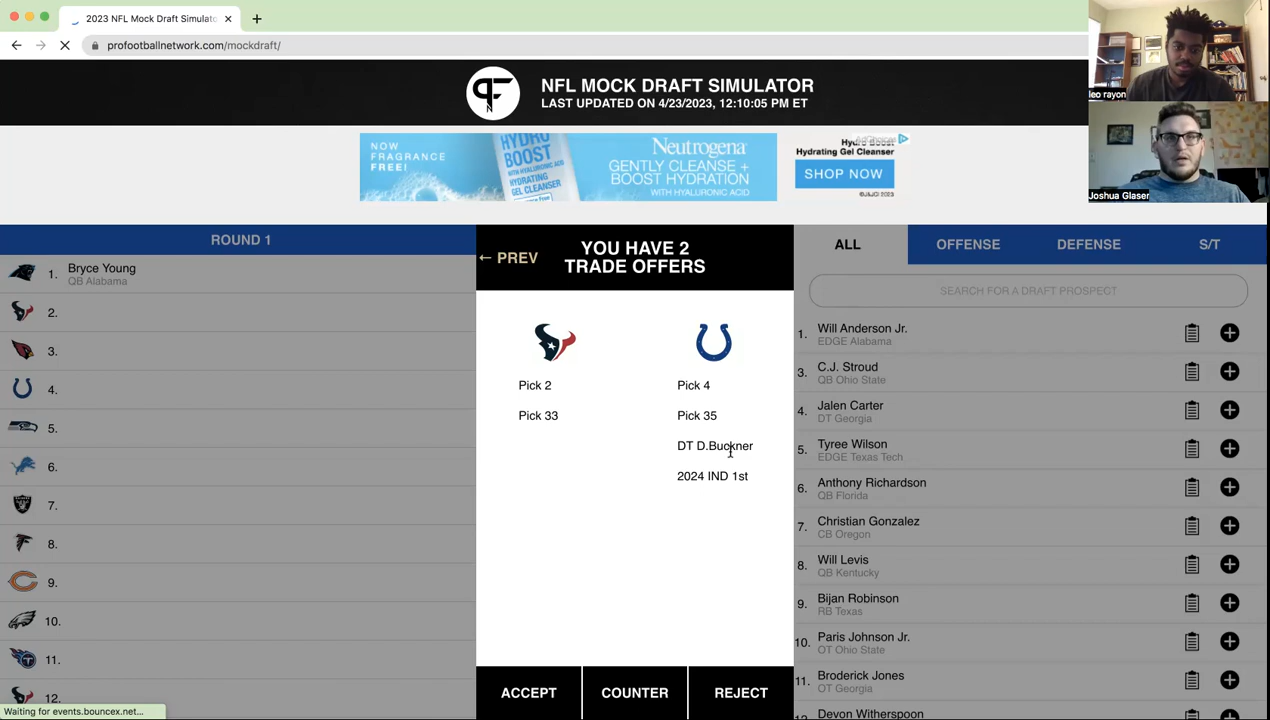 2023 NFL Mock Draft Simulato
profootballnetwork.com/mockdraft/
NFL MOCK DRAFT SIMULATOR
LAST UPDATED ON 4/23/2023, 12:10:05 PM ET
NOW
FRAGRANCE
FREE!
HYDRO
BOOST
WITH HYALURONIC ACID
HYDRATING
GEL CLEANSER
Neutrogena
GENTLY CLEANSE +
BOOST HYDRATION
WITH HYALURONIC ACID
Hydrating Gel Cleanser
SHOP NOW
©J&JCI 2023
leo rayon
Joshua Glaser
ROUND 1
1. Bryce Young
QB Alabama
2.
3.
4.
5.
6.
7.
8.
9.
10.
11.
12.
← PREV
YOU HAVE 2
TRADE OFFERS
Pick 2
Pick 33
Pick 4
Pick 35
DT D.Buckner
2024 IND 1st
ACCEPT COUNTER REJECT
ALL OFFENSE DEFENSE S/T
SEARCH FOR A DRAFT PROSPECT
1. Will Anderson Jr.
EDGE Alabama
3. C.J. Stroud
QB Ohio State
4. Jalen Carter
DT Georgia
5. Tyree Wilson
EDGE Texas Tech
6. Anthony Richardson
QB Florida
7. Christian Gonzalez
CB Oregon
8. Will Levis
QB Kentucky
9. Bijan Robinson
RB Texas
10. Paris Johnson Jr.
OT Ohio State
11. Broderick Jones
OT Georgia
Devon Witherspoon
Waiting for events.bouncex.net...